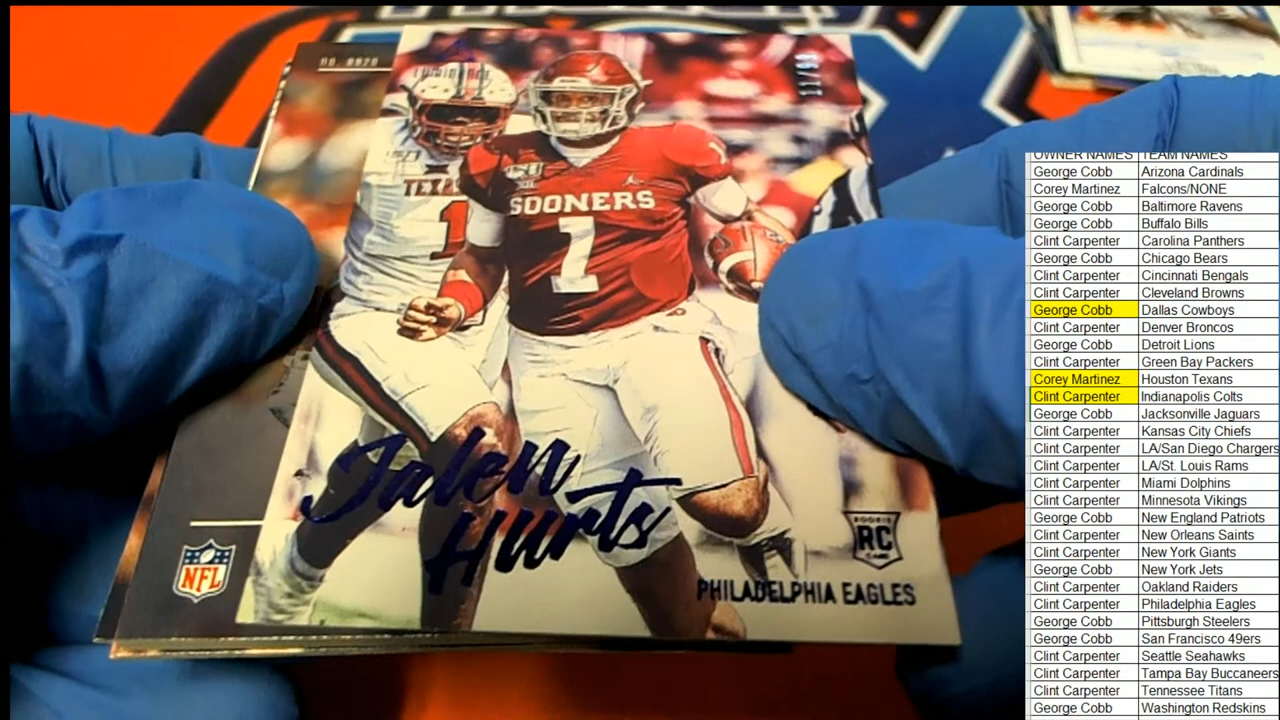 no. 0020
LUMINANCE
11/99
TEXAS
1
SOONERS
1
Jalen
Hurts
ROOKIE
RC
PHILADELPHIA EAGLES
NFL
OWNER NAMES TEAM NAMES
George Cobb Arizona Cardinals
Corey Martinez Falcons/NONE
George Cobb Baltimore Ravens
George Cobb Buffalo Bills
Clint Carpenter Carolina Panthers
George Cobb Chicago Bears
Clint Carpenter Cincinnati Bengals
Clint Carpenter Cleveland Browns
George Cobb Dallas Cowboys
Clint Carpenter Denver Broncos
George Cobb Detroit Lions
Clint Carpenter Green Bay Packers
Corey Martinez Houston Texans
Clint Carpenter Indianapolis Colts
George Cobb Jacksonville Jaguars
Clint Carpenter Kansas City Chiefs
Clint Carpenter LA/San Diego Chargers
Clint Carpenter LA/St. Louis Rams
Clint Carpenter Miami Dolphins
Clint Carpenter Minnesota Vikings
George Cobb New England Patriots
Clint Carpenter New Orleans Saints
Clint Carpenter New York Giants
George Cobb New York Jets
Clint Carpenter Oakland Raiders
Clint Carpenter Philadelphia Eagles
George Cobb Pittsburgh Steelers
George Cobb San Francisco 49ers
Clint Carpenter Seattle Seahawks
Clint Carpenter Tampa Bay Buccaneers
Clint Carpenter Tennessee Titans
George Cobb Washington Redskins